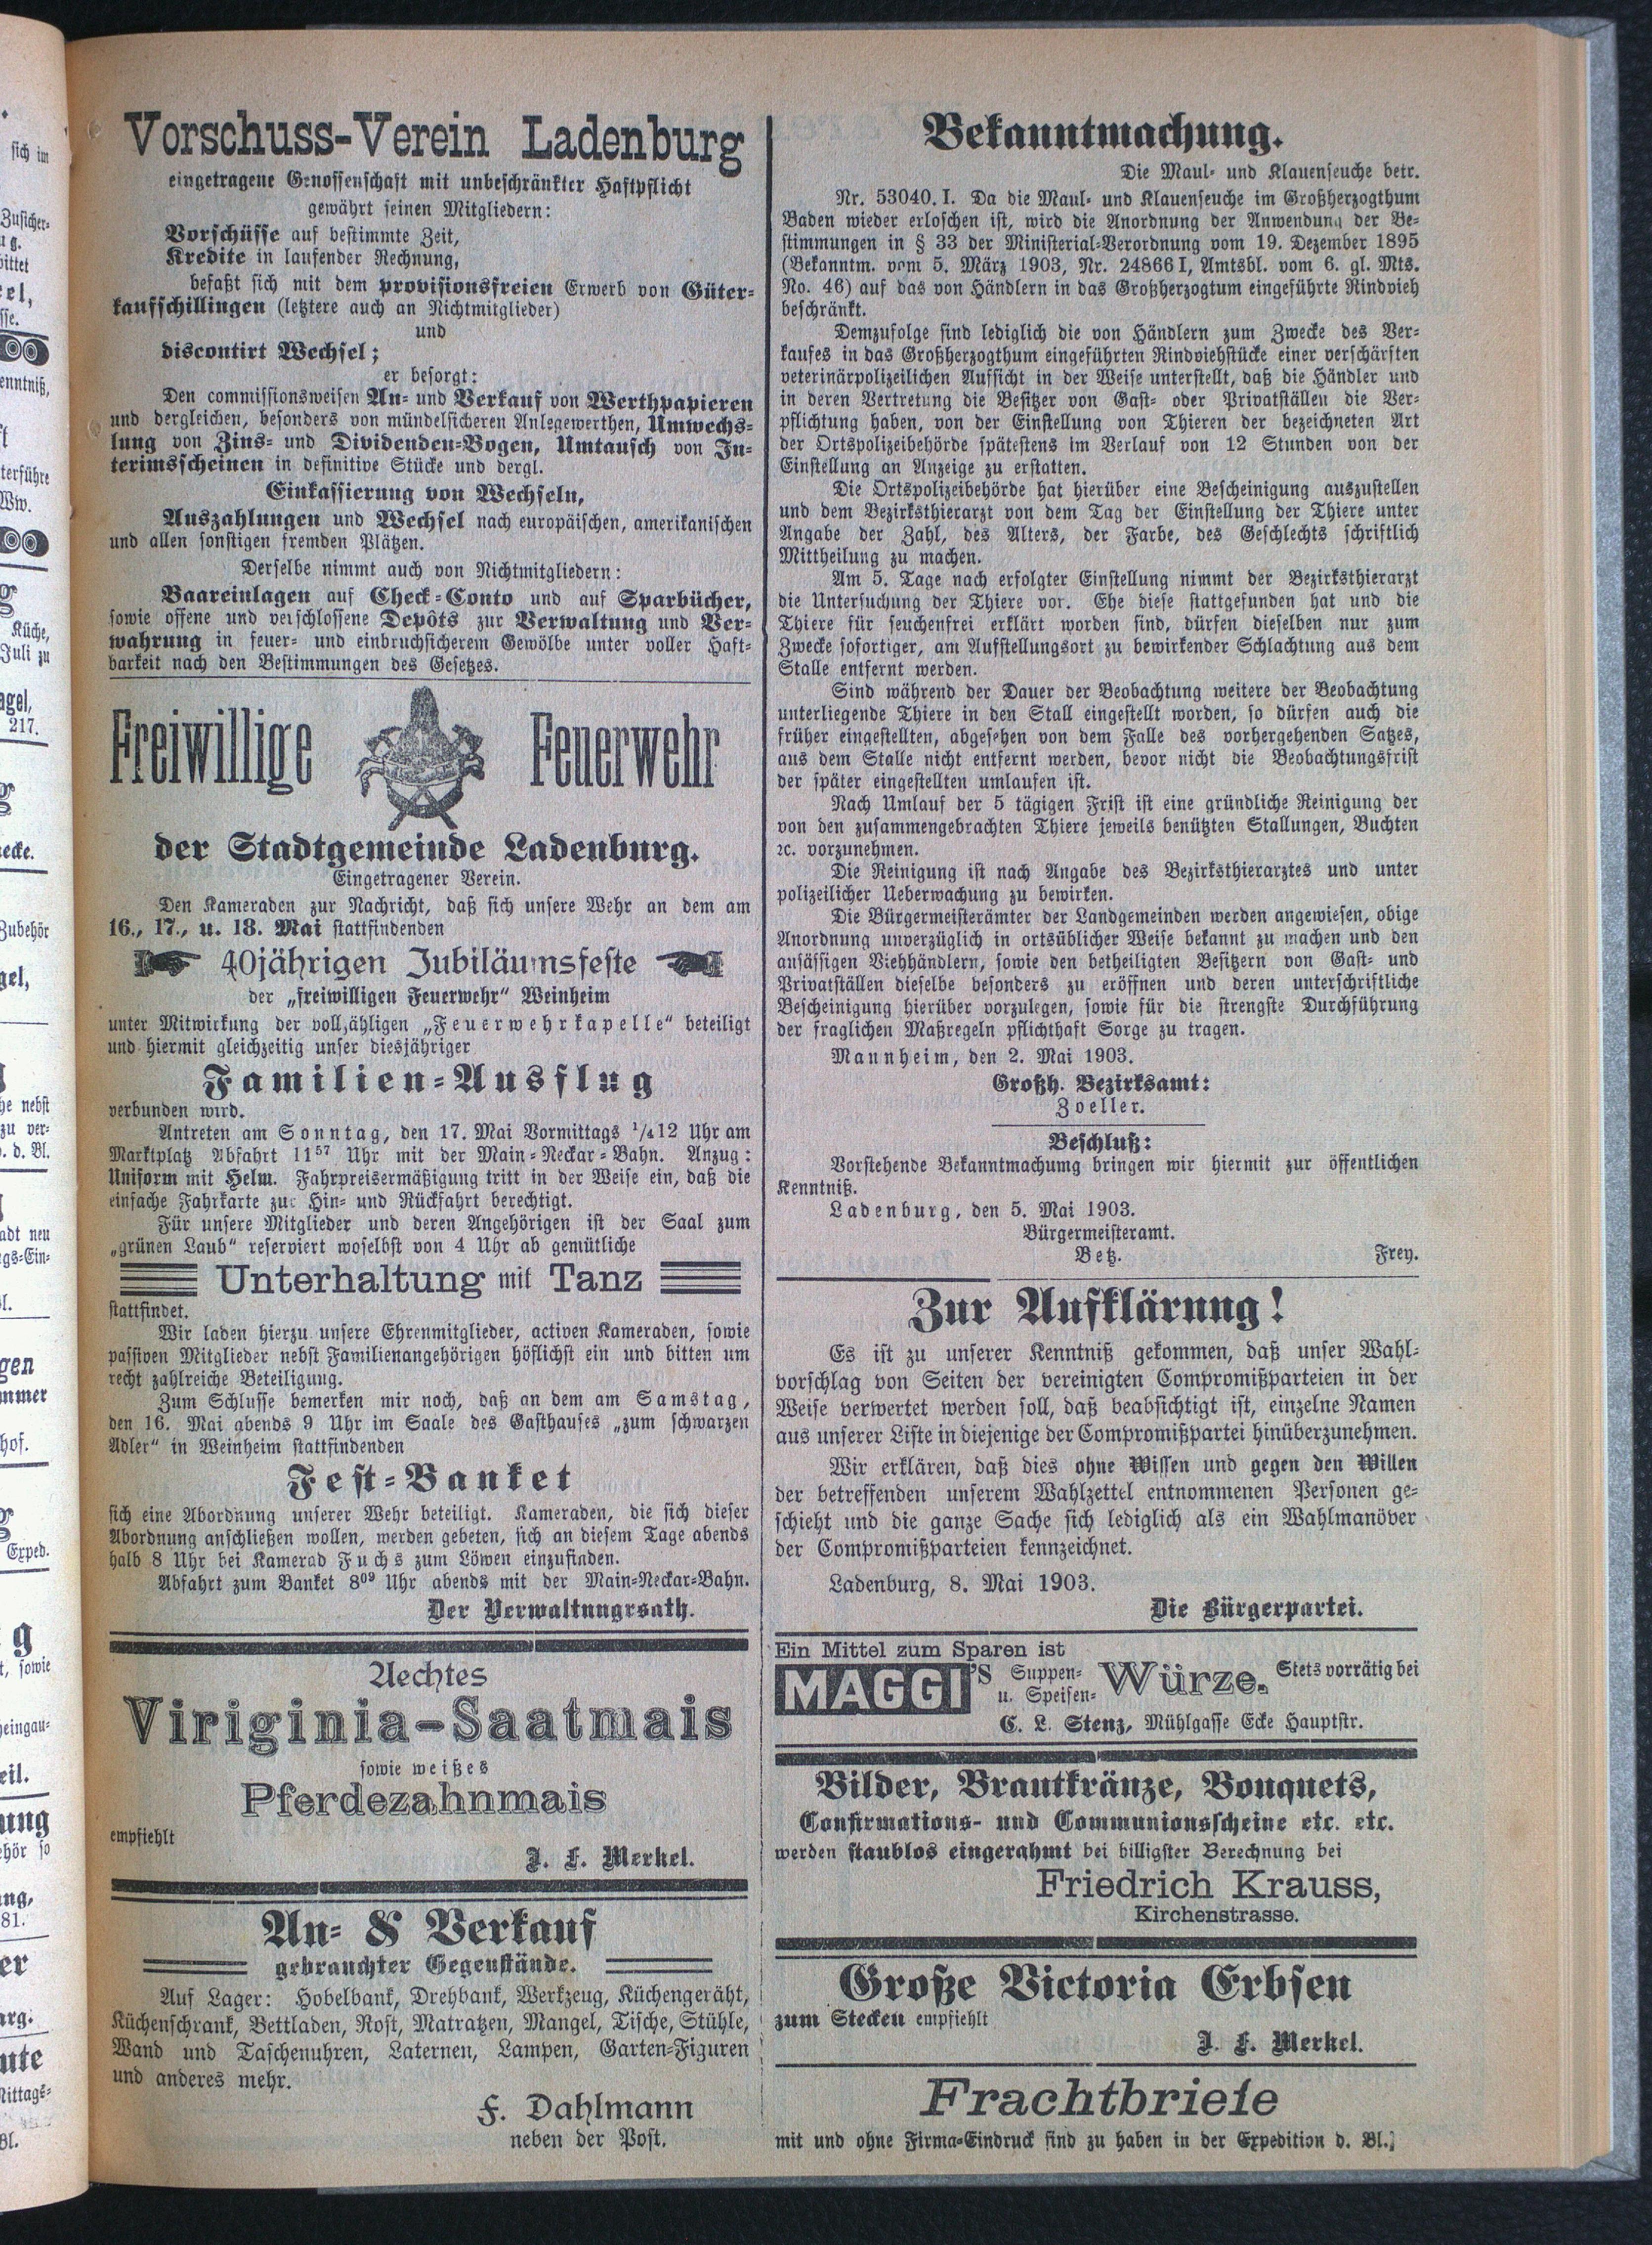 Vorschuss-Verein Ladenburg
eingetragene Genossenschaft mit unbeschränkter Haftpflicht
gewährt seinen Mitgliedern:
Vorschüsse auf bestimmte Zeit,
Kredite in laufender Rechnung,
befaßt sich mit dem provisionsfreien Erwerb von Güter-
kaufschillingen (letztere auch an Nichtmitglieder)
und
discontirt Wechsel;
er besorgt:
Den commissionsweisen An- und Verkauf von Werthpapieren
und dergleichen, besonders von mündelsicheren Anlegewerthen, Umwechs-
lung von Zins- und Dividenden-Bogen, Umtausch von In-
terimsscheinen in definitive Stücke und dergl.
Einkassierung von Wechseln,
Auszahlungen und Wechsel nach europäischen, amerikanischen
und allen sonstigen fremden Plätzen.
Derselbe nimmt auch von Nichtmitgliedern:
Baareinlagen auf Check-Conto und auf Sparbücher,
sowie offene und verschlossene Depôts zur Verwaltung und Ver-
wahrung in feuer- und einbruchsicherem Gewölbe unter voller Haft-
barkeit nach den Bestimmungen des Gesetzes.
Freiwillige Feuerwehr
der Stadtgemeinde Ladenburg.
Eingetragener Verein.
Den Kameraden zur Nachricht, daß sich unsere Wehr an dem am
16., 17., u. 18. Mai stattfindenden
40jährigen Jubiläumsfeste
der „freiwilligen Feuerwehr“ Weinheim
unter Mitwirkung der vollzähligen „Feuerwehrkapelle“ beteiligt
und hiermit gleichzeitig unser diesjähriger
Familien-Ausflug
verbunden wird.
Antreten am Sonntag, den 17. Mai Vormittags 1/4 12 Uhr am
Marktplatz Abfahrt 11⁵⁷ Uhr mit der Main-Neckar-Bahn. Anzug:
Uniform mit Helm. Fahrpreisermäßigung tritt in der Weise ein, daß die
einfache Fahrkarte zur Hin- und Rückfahrt berechtigt.
Für unsere Mitglieder und deren Angehörigen ist der Saal zum
„grünen Laub“ reserviert woselbst von 4 Uhr ab gemütliche
Unterhaltung mit Tanz
stattfindet.
Wir laden hierzu unsere Ehrenmitglieder, activen Kameraden, sowie
passiven Mitglieder nebst Familienangehörigen höflichst ein und bitten um
recht zahlreiche Beteiligung.
Zum Schlusse bemerken mir noch, daß an dem am Samstag,
den 16. Mai abends 9 Uhr im Saale des Gasthauses „zum schwarzen
Adler“ in Weinheim stattfindenden
Fest-Banket
sich eine Abordnung unserer Wehr beteiligt. Kameraden, die sich dieser
Abordnung anschließen wollen, werden gebeten, sich an diesem Tage abends
halb 8 Uhr bei Kamerad Fuchs zum Löwen einzufinden.
Abfahrt zum Banket 8⁰⁹ Uhr abends mit der Main-Neckar-Bahn.
Der Verwaltungrsath.
Aechtes
Viriginia-Saatmais
sowie weißes
Pferdezahnmais
empfiehlt
J. F. Merkel.
An- & Verkauf
gebrauchter Gegenstände.
Auf Lager: Hobelbank, Drehbank, Werkzeug, Küchengeräht,
Küchenschrank, Bettladen, Rost, Matratzen, Mangel, Tische, Stühle,
Wand und Taschenuhren, Laternen, Lampen, Garten-Figuren
und anderes mehr.
F. Dahlmann
neben der Post.
Bekanntmachung.
Die Maul- und Klauenseuche betr.
Nr. 53040. I. Da die Maul- und Klauenseuche im Großherzogthum
Baden wieder erloschen ist, wird die Anordnung der Anwendung der Be-
stimmungen in § 33 der Ministerial-Verordnung vom 19. Dezember 1895
(Bekanntm. vom 5. März 1903, Nr. 24866 I, Amtsbl. vom 6. gl. Mts.
No. 46) auf das von Händlern in das Großherzogtum eingeführte Rindvieh
beschränkt.
Demzufolge sind lediglich die von Händlern zum Zwecke des Ver-
kaufes in das Großherzogthum eingeführten Rindviehstücke einer verschärften
veterinärpolizeilichen Aufsicht in der Weise unterstellt, daß die Händler und
in deren Vertretung die Besitzer von Gast- oder Privatställen die Ver-
pflichtung haben, von der Einstellung von Thieren der bezeichneten Art
der Ortspolizeibehörde spätestens im Verlauf von 12 Stunden von der
Einstellung an Anzeige zu erstatten.
Die Ortspolizeibehörde hat hierüber eine Bescheinigung auszustellen
und dem Bezirksthierarzt von dem Tag der Einstellung der Thiere unter
Angabe der Zahl, des Alters, der Farbe, des Geschlechts schriftlich
Mittheilung zu machen.
Am 5. Tage nach erfolgter Einstellung nimmt der Bezirksthierarzt
die Untersuchung der Thiere vor. Ehe diese stattgefunden hat und die
Thiere für seuchenfrei erklärt worden sind, dürfen dieselben nur zum
Zwecke sofortiger, am Aufstellungsort zu bewirkender Schlachtung aus dem
Stalle entfernt werden.
Sind während der Dauer der Beobachtung weitere der Beobachtung
unterliegende Thiere in den Stall eingestellt worden, so dürfen auch die
früher eingestellten, abgesehen von dem Falle des vorhergehenden Satzes,
aus dem Stalle nicht entfernt werden, bevor nicht die Beobachtungsfrist
der später eingestellten umlaufen ist.
Nach Umlauf der 5 tägigen Frist ist eine gründliche Reinigung der
von den zusammengebrachten Thiere jeweils benützten Stallungen, Buchten
ꝛc. vorzunehmen.
Die Reinigung ist nach Angabe des Bezirksthierarztes und unter
polizeilicher Ueberwachung zu bewirken.
Die Bürgermeisterämter der Landgemeinden werden angewiesen, obige
Anordnung unverzüglich in ortsüblicher Weise bekannt zu machen und den
ansässigen Viehhändlern, sowie den betheiligten Besitzern von Gast- und
Privatställen dieselbe besonders zu eröffnen und deren unterschriftliche
Bescheinigung hierüber vorzulegen, sowie für die strengste Durchführung
der fraglichen Maßregeln pflichthaft Sorge zu tragen.
Mannheim, den 2. Mai 1903.
Großh. Bezirksamt:
Zoeller.
Beschluß:
Vorstehende Bekanntmachumg bringen wir hiermit zur öffentlichen
Kenntniß.
Ladenburg, den 5. Mai 1903.
Bürgermeisteramt.
Betz. Frey.
Zur Aufklärung!
Es ist zu unserer Kenntniß gekommen, daß unser Wahl-
vorschlag von Seiten der vereinigten Compromißparteien in der
Weise verwertet werden soll, daß beabsichtigt ist, einzelne Namen
aus unserer Liste in diejenige der Compromißpartei hinüberzunehmen.
Wir erklären, daß dies ohne Wissen und gegen den Willen
der betreffenden unserem Wahlzettel entnommenen Personen ge-
schieht und die ganze Sache sich lediglich als ein Wahlmanöver
der Compromißparteien kennzeichnet.
Ladenburg, 8. Mai 1903.
Die Bürgerpartei.
Ein Mittel zum Sparen ist
MAGGI'S Suppen- u. Speisen- Würze. Stets vorrätig bei
C. L. Stenz, Mühlgasse Ecke Hauptstr.
Bilder, Brautkränze, Bouquets,
Confirmations- und Communionsscheine etc. etc.
werden staublos eingerahmt bei billigster Berechnung bei
Friedrich Krauss,
Kirchenstrasse.
Große Victoria Erbsen
zum Stecken empfiehlt
J. F. Merkel.
Frachtbriefe
mit und ohne Firma-Eindruck sind zu haben in der Expedition d. Bl.